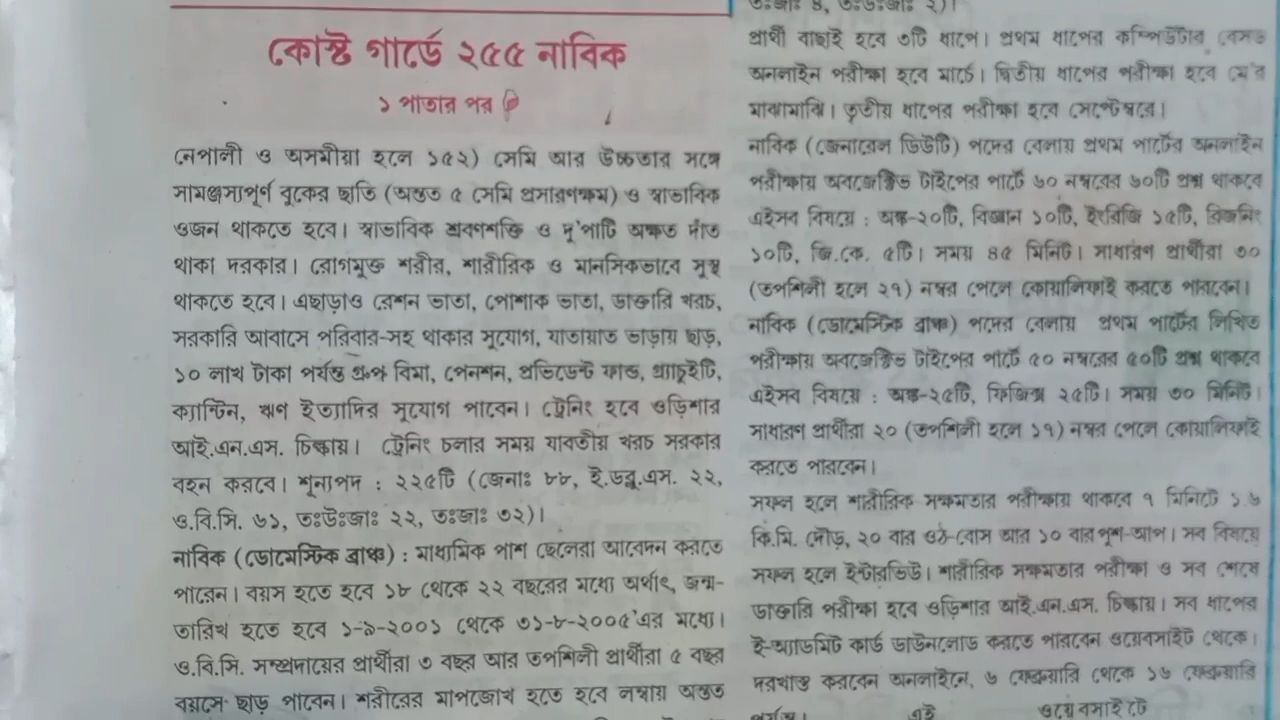 কোস্ট গার্ডে ২৫৫ নাবিক
১ পাতার পর
নেপালী ও অসমীয়া হলে ১৫২) সেমি আর উচ্চতার সঙ্গে
সামঞ্জস্যপূর্ণ বুকের ছাতি (অন্তত ৫ সেমি প্রসারণক্ষম) ও স্বাভাবিক
ওজন থাকতে হবে। স্বাভাবিক শ্রবণশক্তি ও দু'পাটি অক্ষত দাঁত
থাকা দরকার। রোগমুক্ত শরীর, শারীরিক ও মানসিকভাবে সুস্থ
থাকতে হবে। এছাড়াও রেশন ভাতা, পোশাক ভাতা, ডাক্তারি খরচ,
সরকারি আবাসে পরিবার-সহ থাকার সুযোগ, যাতায়াত ভাড়ায় ছাড়,
১০ লাখ টাকা পর্যন্ত গ্রুপ বিমা, পেনশন, প্রভিডেন্ট ফান্ড, গ্র্যাচুইটি,
ক্যান্টিন, ঋণ ইত্যাদির সুযোগ পাবেন। ট্রেনিং হবে ওড়িশার
আই.এন.এস. চিল্কায়। ট্রেনিং চলার সময় যাবতীয় খরচ সরকার
বহন করবে। শূন্যপদ : ২২৫টি (জেনাঃ ৮৮, ই.ডব্লু.এস. ২২,
ও.বি.সি. ৬১, তঃউঃজাঃ ২২, তঃজাঃ ৩২)।
নাবিক (ডোমেস্টিক ব্রাঞ্চ) : মাধ্যমিক পাশ ছেলেরা আবেদন করতে
পারেন। বয়স হতে হবে ১৮ থেকে ২২ বছরের মধ্যে অর্থাৎ, জন্ম-
তারিখ হতে হবে ১-৯-২০০১ থেকে ৩১-৮-২০০৫'এর মধ্যে।
ও.বি.সি. সম্প্রদায়ের প্রার্থীরা ৩ বছর আর তপশিলী প্রার্থীরা ৫ বছর
বয়সে ছাড় পাবেন। শরীরের মাপজোখ হতে হবে লম্বায় অন্তত
তঃজাঃ ৪, তঃউঃজাঃ ২)।
প্রার্থী বাছাই হবে ৩টি ধাপে। প্রথম ধাপের কম্পিউটার বেসড
অনলাইন পরীক্ষা হবে মার্চে। দ্বিতীয় ধাপের পরীক্ষা হবে মে'র
মাঝামাঝি। তৃতীয় ধাপের পরীক্ষা হবে সেপ্টেম্বরে।
নাবিক (জেনারেল ডিউটি) পদের বেলায় প্রথম পার্টের অনলাইন
পরীক্ষায় অবজেক্টিভ টাইপের পার্টে ৬০ নম্বরের ৬০টি প্রশ্ন থাকবে
এইসব বিষয়ে : অঙ্ক-২০টি, বিজ্ঞান ১০টি, ইংরিজি ১৫টি, রিজনিং
১০টি, জি.কে. ৫টি। সময় ৪৫ মিনিট। সাধারণ প্রার্থীরা ৩০
(তপশিলী হলে ২৭) নম্বর পেলে কোয়ালিফাই করতে পারবেন।
নাবিক (ডোমেস্টিক ব্রাঞ্চ) পদের বেলায় প্রথম পার্টের লিখিত
পরীক্ষায় অবজেক্টিভ টাইপের পার্টে ৫০ নম্বরের ৫০টি প্রশ্ন থাকবে
এইসব বিষয়ে : অঙ্ক-২৫টি, ফিজিক্স ২৫টি। সময় ৩০ মিনিট।
সাধারণ প্রার্থীরা ২০ (তপশিলী হলে ১৭) নম্বর পেলে কোয়ালিফাই
করতে পারবেন।
সফল হলে শারীরিক সক্ষমতার পরীক্ষায় থাকবে ৭ মিনিটে ১.৬
কি.মি. দৌড়, ২০ বার ওঠ-বোস আর ১০ বার পুশ-আপ। সব বিষয়ে
সফল হলে ইন্টারভিউ। শারীরিক সক্ষমতার পরীক্ষা ও সব শেষে
ডাক্তারি পরীক্ষা হবে ওড়িশার আই.এন.এস. চিল্কায়। সব ধাপের
ই-অ্যাডমিট কার্ড ডাউনলোড করতে পারবেন ওয়েবসাইট থেকে।
দরখাস্ত করবেন অনলাইনে, ৬ ফেব্রুয়ারি থেকে ১৬ ফেব্রুয়ারি
পর্যন্ত। এই ওয়েবসাইটে